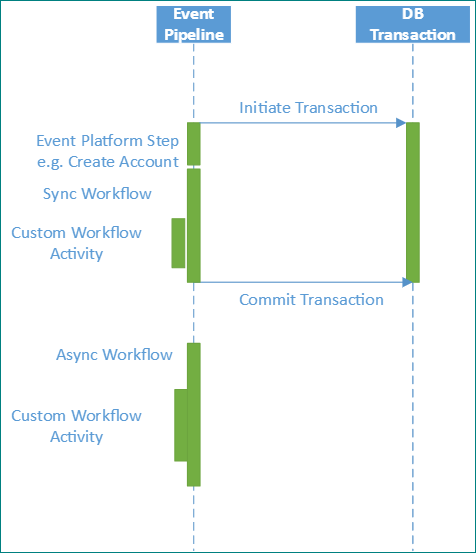 Event
Pipeline
DB
Transaction
Initiate Transaction
Event Platform Step
e.g. Create Account
Sync Workflow
Custom Workflow
Activity
Commit Transaction
Async Workflow
Custom Workflow
Activity